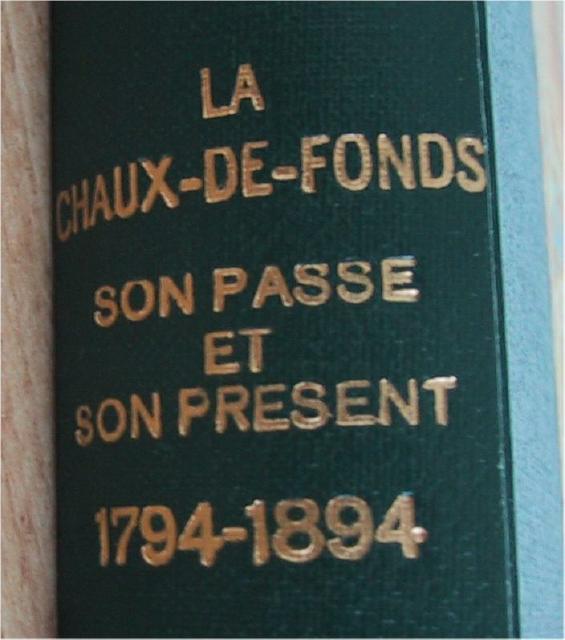 LA
CHAUX-DE-FONDS
SON PASSE
ET
SON PRESENT
1794-1894